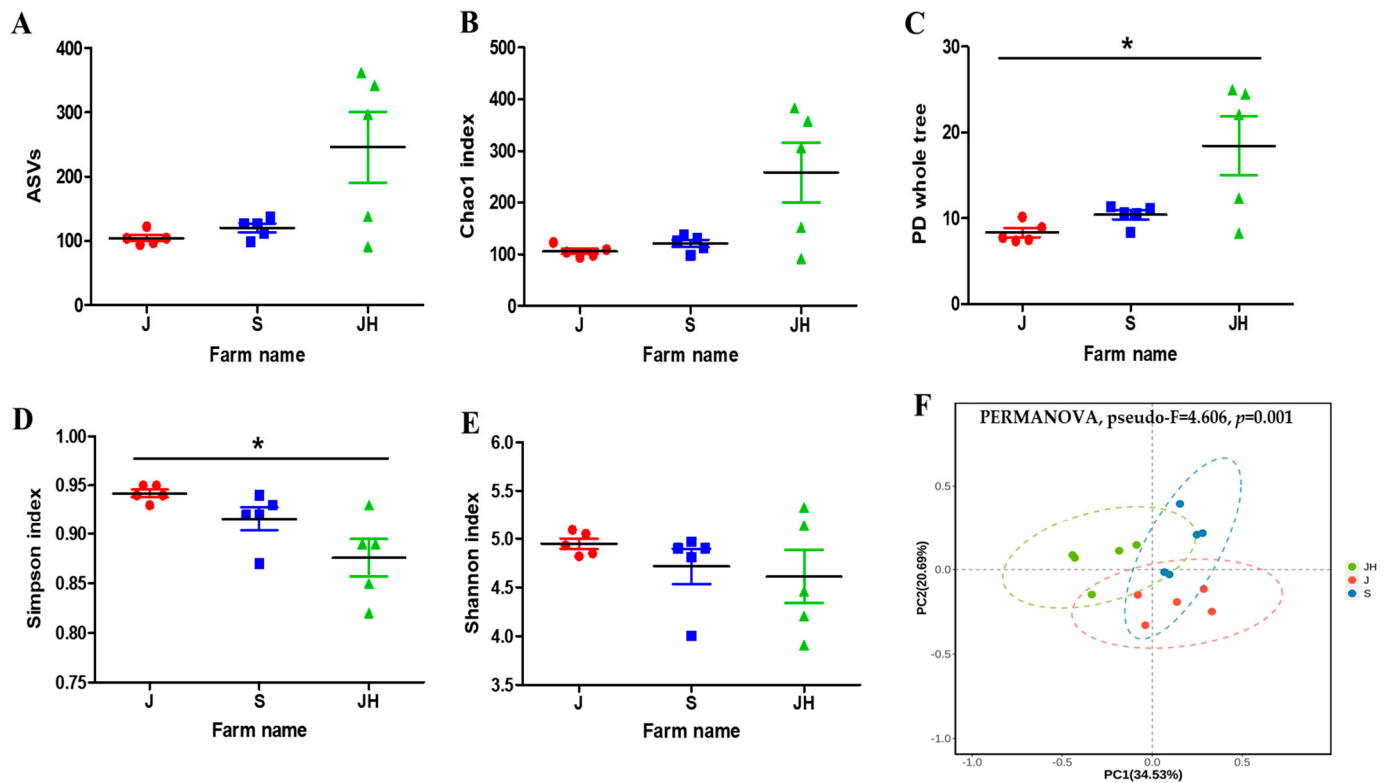 A
ASVs
400
300
200
100
0
J S JH
Farm name
B
Chao1 index
500
400
300
200
100
0
J S JH
Farm name
C
PD whole tree
30
20
10
0
*
J S JH
Farm name
D
Simpson index
1.00
0.95
0.90
0.85
0.80
0.75
*
J S JH
Farm name
E
Shannon index
6.0
5.5
5.0
4.5
4.0
3.5
J S JH
Farm name
F
PERMANOVA, pseudo-F=4.606, p=0.001
PC2(20.69%)
0.5
0.0
-0.5
-1.0
-1.0 -0.5 0.0 0.5
PC1(34.53%)
JH
J
S